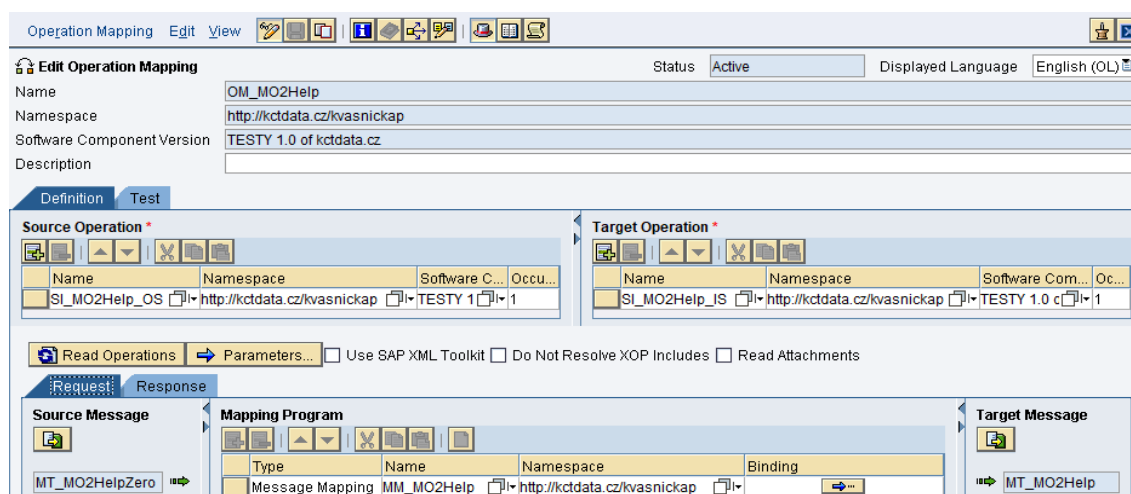 Operation Mapping Edit View
Edit Operation Mapping Status Active Displayed Language English (OL)
Name OM_MO2Help
Namespace http://kctdata.cz/kvasnickap
Software Component Version TESTY 1.0 of kctdata.cz
Description
Definition Test
Source Operation * Target Operation *
Name Namespace Software C... Occu... Name Namespace Software Com... Oc...
SI_MO2Help_OS http://kctdata.cz/kvasnickap TESTY 1 1 SI_MO2Help_IS http://kctdata.cz/kvasnickap TESTY 1.0 c 1
Read Operations Parameters... Use SAP XML Toolkit Do Not Resolve XOP Includes Read Attachments
Request Response
Source Message Mapping Program Target Message
Type Name Namespace Binding
MT_MO2HelpZero Message Mapping MM_MO2Help http://kctdata.cz/kvasnickap ... MT_MO2Help